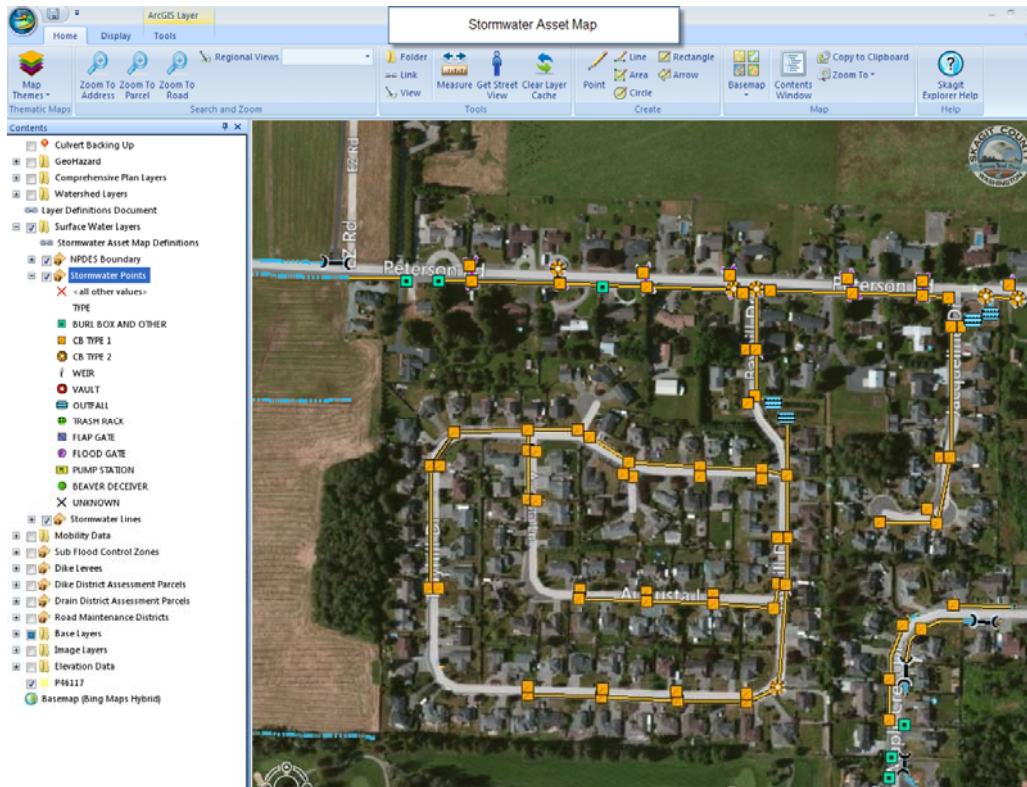 ArcGIS Layer
Stormwater Asset Map
Home
Display
Tools
Map Themes
Thematic Maps
Zoom To Address
Zoom To Parcel
Zoom To Road
Regional Views
Search and Zoom
Folder
Link
View
Measure
Get Street View
Clear Layer Cache
Tools
Point
Line
Area
Circle
Rectangle
Arrow
Create
Basemap
Contents Window
Copy to Clipboard
Zoom To
Map
Skagit Explorer Help
Help
Contents
Culvert Backing Up
GeoHazard
Comprehensive Plan Layers
Watershed Layers
Layer Definitions Document
Surface Water Layers
Stormwater Asset Map Definitions
NPDES Boundary
Stormwater Points
<all other values>
TYPE
BURL BOX AND OTHER
CB TYPE 1
CB TYPE 2
WEIR
VAULT
OUTFALL
TRASH RACK
FLAP GATE
FLOOD GATE
PUMP STATION
BEAVER DECEIVER
UNKNOWN
Stormwater Lines
Mobility Data
Sub Flood Control Zones
Dike Levees
Dike District Assessment Parcels
Drain District Assessment Parcels
Road Maintenance Districts
Base Layers
Image Layers
Elevation Data
P46117
Basemap (Bing Maps Hybrid)
SKAGIT COUNTY
WASHINGTON
EZ Rd
EZ Rd
Peterson Rd